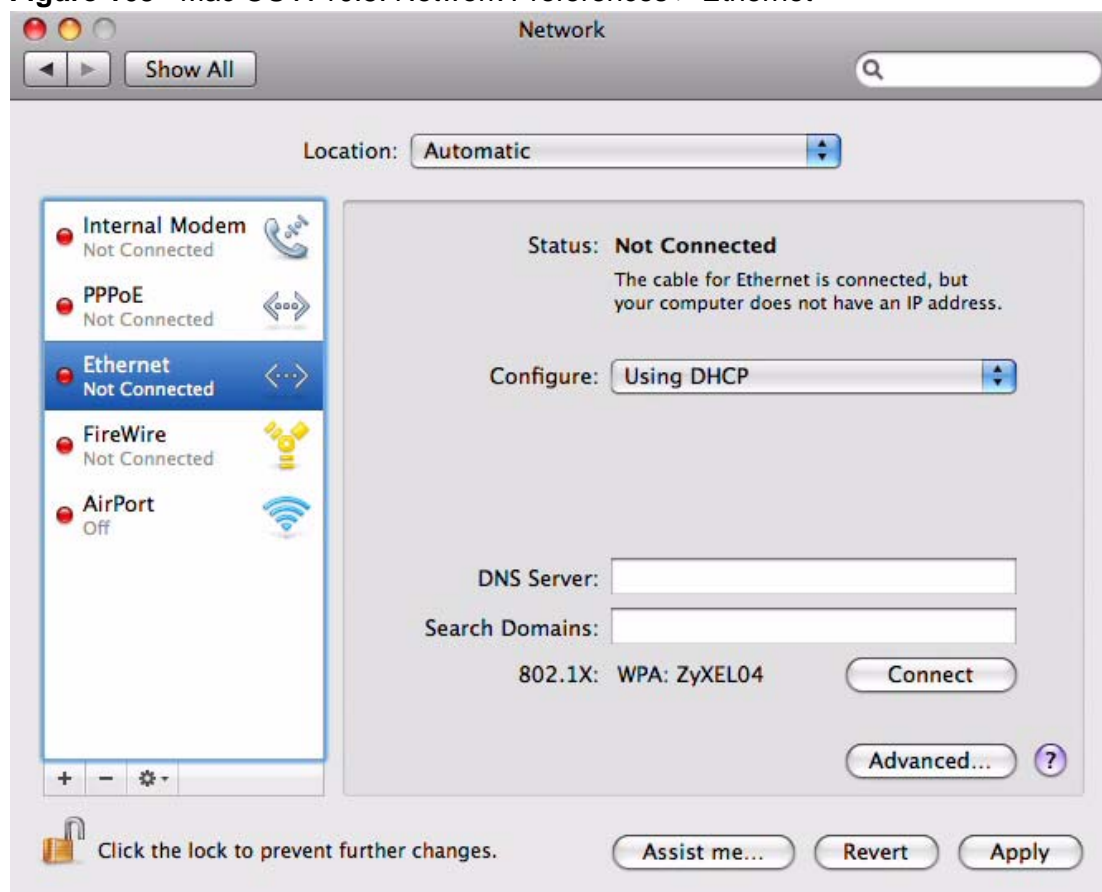 Network
Show All
Location: Automatic
Internal Modem
Not Connected
PPPoE
Not Connected
Ethernet
Not Connected
FireWire
Not Connected
AirPort
Off
Status: Not Connected
The cable for Ethernet is connected, but
your computer does not have an IP address.
Configure: Using DHCP
DNS Server:
Search Domains:
802.1X: WPA: ZyXEL04 Connect
Advanced... ?
Click the lock to prevent further changes.
Assist me... Revert Apply